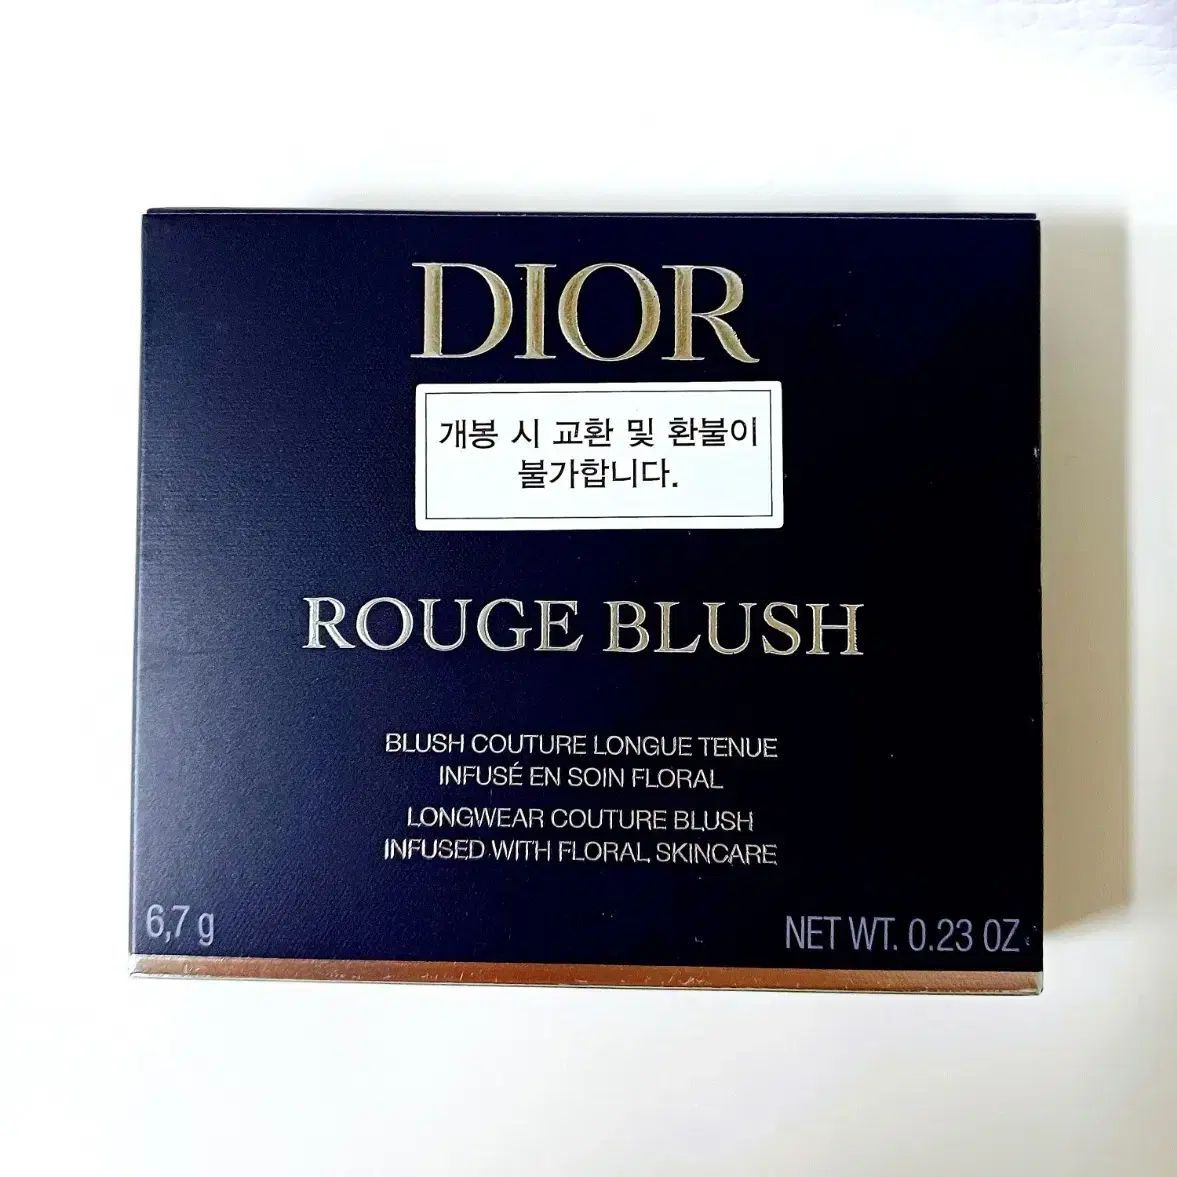 DIOR
개봉 시 교환 및 환불이
불가합니다.
ROUGE BLUSH
BLUSH COUTURE LONGUE TENUE
INFUSÉ EN SOIN FLORAL
LONGWEAR COUTURE BLUSH
INFUSED WITH FLORAL SKINCARE
6,7 g
NET WT. 0.23 OZ